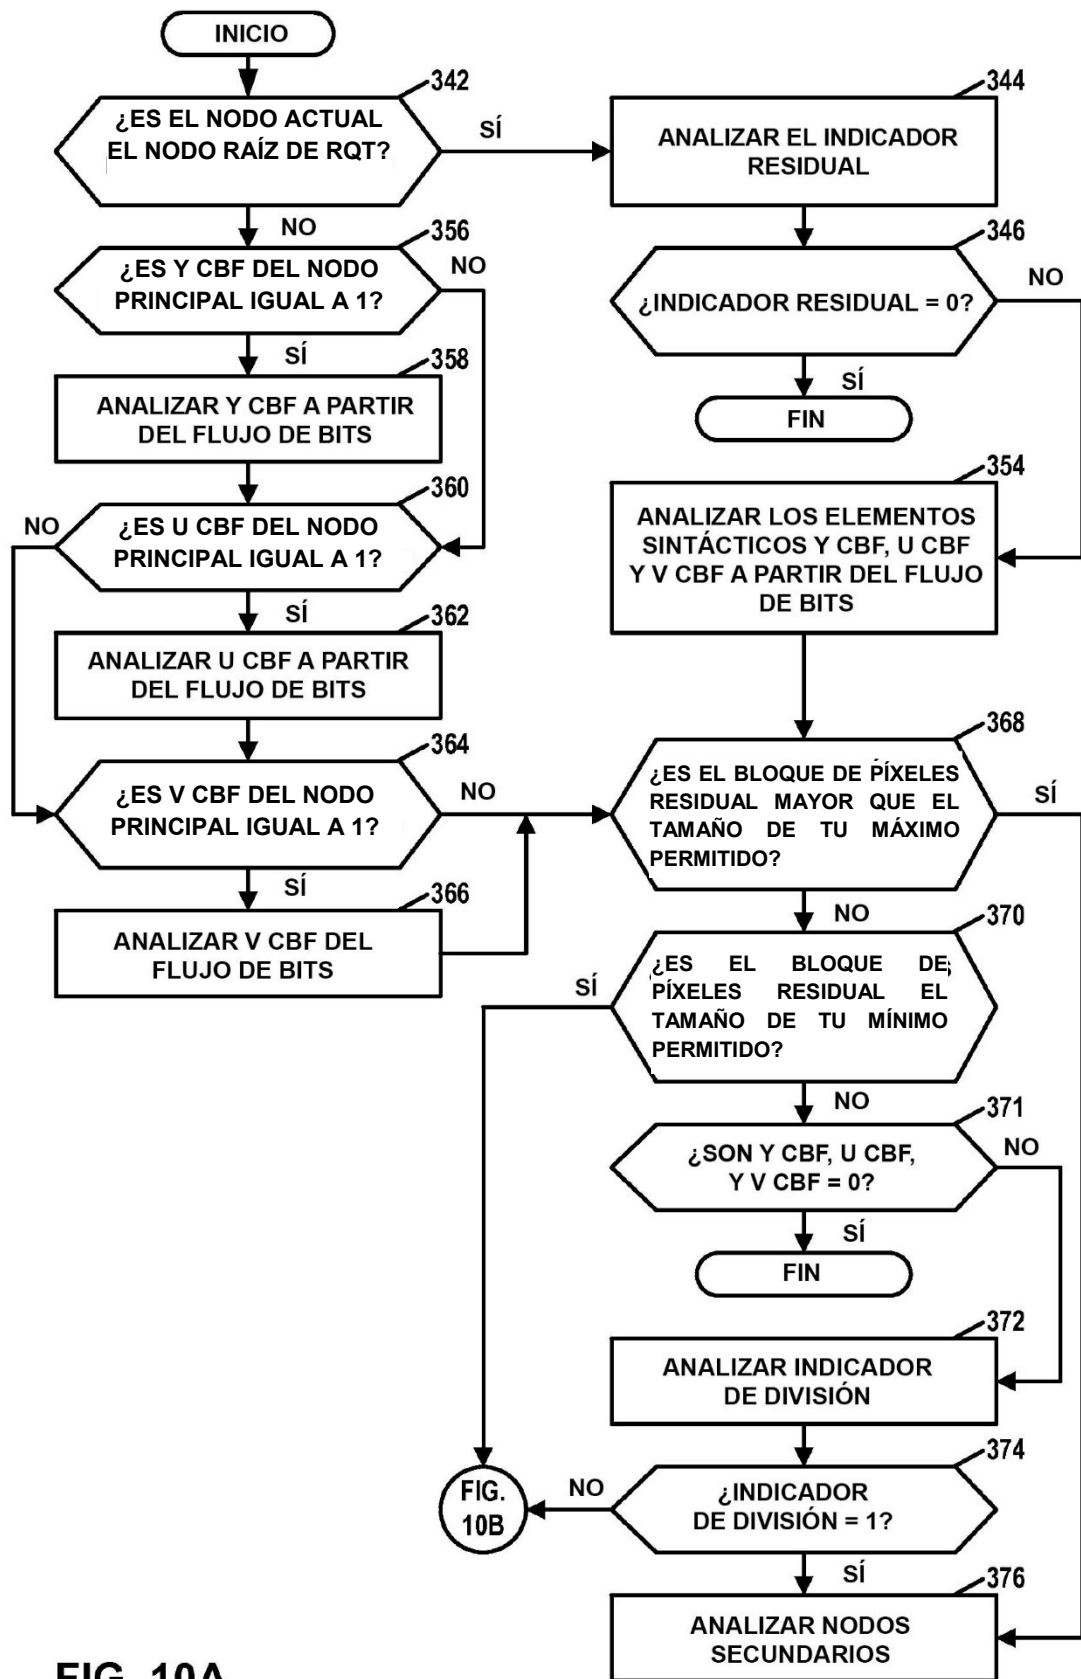 INICIO
342
¿ES EL NODO ACTUAL
EL NODO RAÍZ DE RQT?
SÍ
344
ANALIZAR EL INDICADOR
RESIDUAL
NO
356
¿ES Y CBF DEL NODO
PRINCIPAL IGUAL A 1?
NO
346
¿INDICADOR RESIDUAL = 0?
NO
SÍ
358
ANALIZAR Y CBF A PARTIR
DEL FLUJO DE BITS
SÍ
FIN
360
NO
¿ES U CBF DEL NODO
PRINCIPAL IGUAL A 1?
354
ANALIZAR LOS ELEMENTOS
SINTÁCTICOS Y CBF, U CBF
Y V CBF A PARTIR DEL FLUJO
DE BITS
SÍ
362
ANALIZAR U CBF A PARTIR
DEL FLUJO DE BITS
364
¿ES V CBF DEL NODO
PRINCIPAL IGUAL A 1?
NO
368
¿ES EL BLOQUE DE PÍXELES
RESIDUAL MAYOR QUE EL
TAMAÑO DE TU MÁXIMO
PERMITIDO?
SÍ
SÍ
366
ANALIZAR V CBF DEL
FLUJO DE BITS
NO
370
¿ES EL BLOQUE DE
PÍXELES RESIDUAL EL
TAMAÑO DE TU MÍNIMO
PERMITIDO?
SÍ
NO
371
¿SON Y CBF, U CBF,
Y V CBF = 0?
NO
SÍ
FIN
372
ANALIZAR INDICADOR
DE DIVISIÓN
374
¿INDICADOR
DE DIVISIÓN = 1?
NO
FIG.
10B
SÍ
376
ANALIZAR NODOS
SECUNDARIOS
FIG. 10A